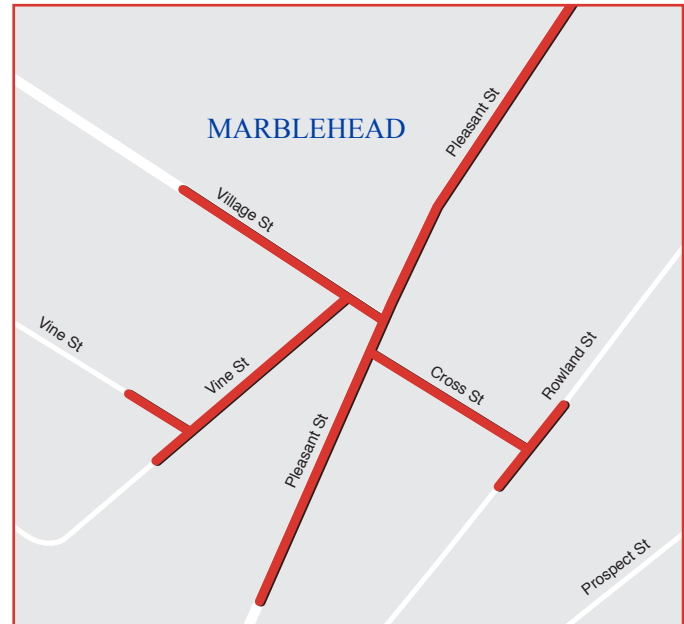 Pleasant St
MARBLEHEAD
Village St
Vine St
Vine St
Cross St
Rowland St
Pleasant St
Prospect St